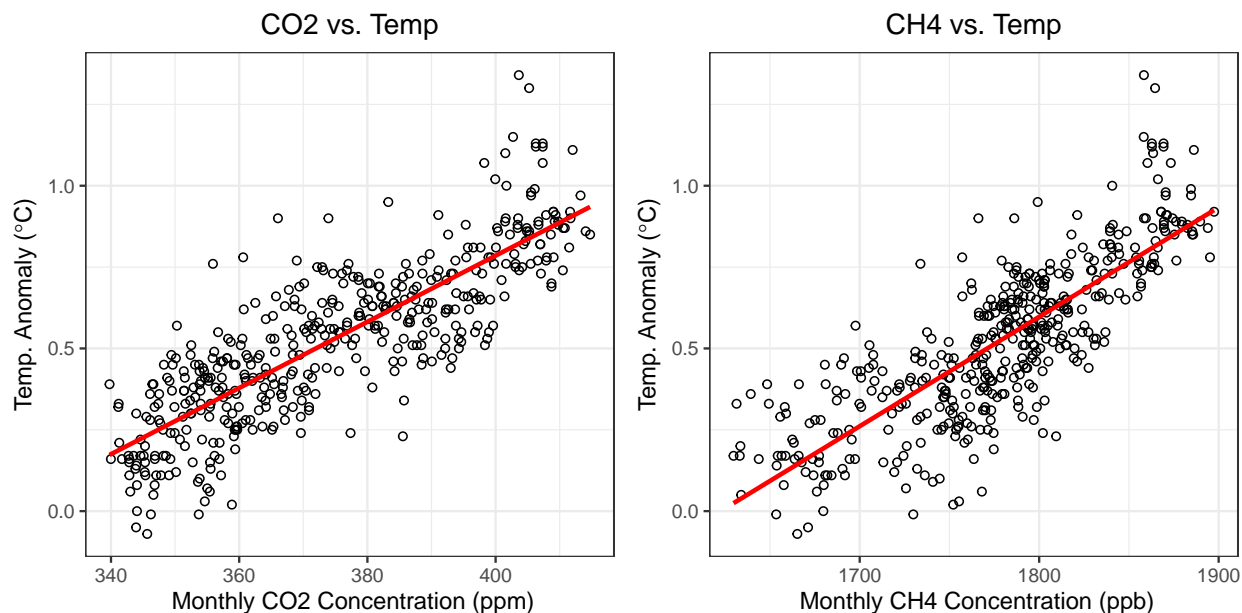 CO2 vs. Temp
Temp. Anomaly (°C)
1.0
0.5
0.0
340
360
380
400
Monthly CO2 Concentration (ppm)
CH4 vs. Temp
Temp. Anomaly (°C)
1.0
0.5
0.0
1700
1800
1900
Monthly CH4 Concentration (ppb)